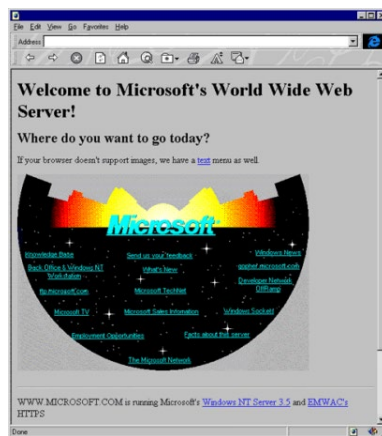 File Edit View Go Favorites Help
Address
Welcome to Microsoft's World Wide Web
Server!
Where do you want to go today?
If your browser doesn't support images, we have a text menu as well.
Microsoft
Knowledge Base
Send us your feedback
Windows News
Back Office & Windows NT
Workstation
What's New
gopher.microsoft.com
ftp.microsoft.com
Microsoft TechNet
Developer Network
OffRamp
Microsoft TV
Microsoft Sales Information
Windows Sockets
Employment Opportunities
Facts about this server
The Microsoft Network
WWW.MICROSOFT.COM is running Microsoft's Windows NT Server 3.5 and EMWAC's
HTTPS
Done